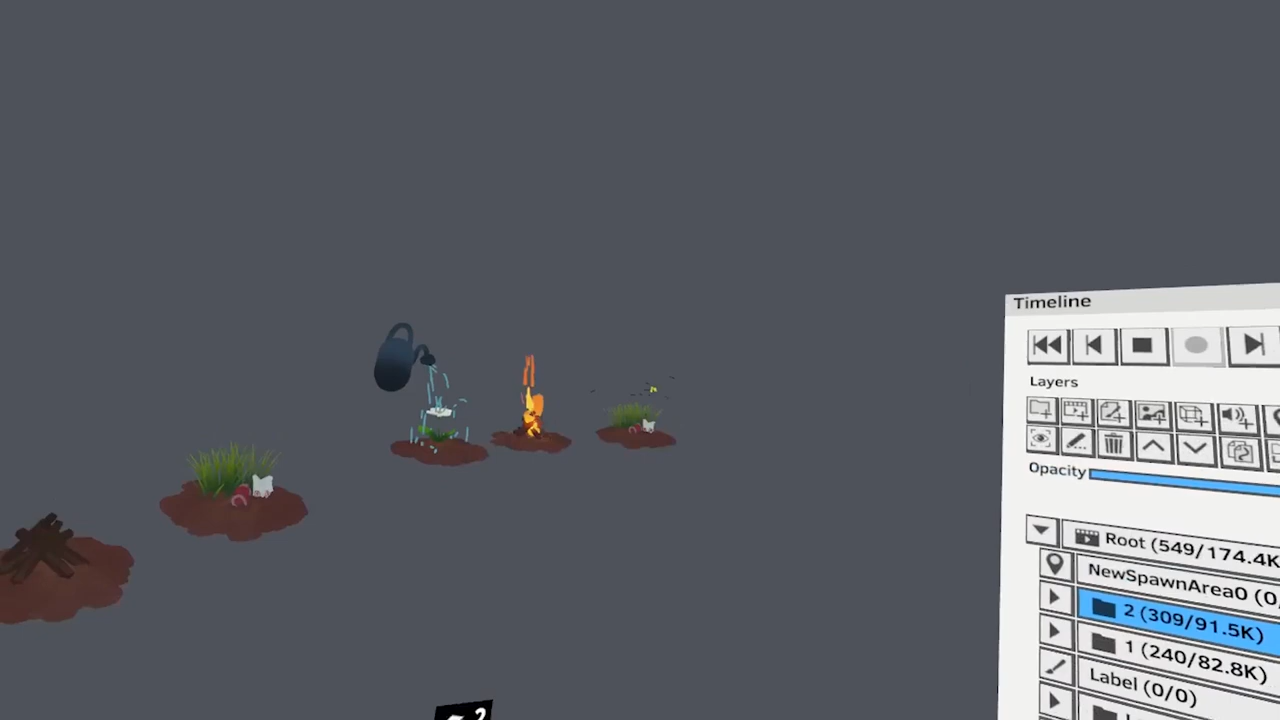 Timeline
Layers
Opacity
Root (549/174.4K
NewSpawnArea0 (0
2 (309/91.5K)
1 (240/82.8K)
Label (0/0)
2